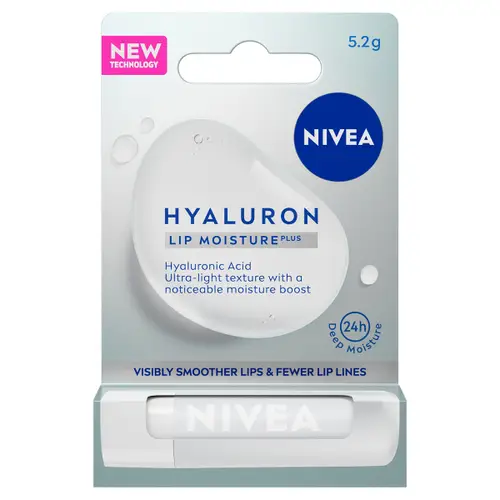 NEW
TECHNOLOGY
5.2g
NIVEA
HYALURON
LIP MOISTURE PLUS
Hyaluronic Acid
Ultra-light texture with a
noticeable moisture boost
24h
Deep Moisture
VISIBLY SMOOTHER LIPS & FEWER LIP LINES
NIVEA